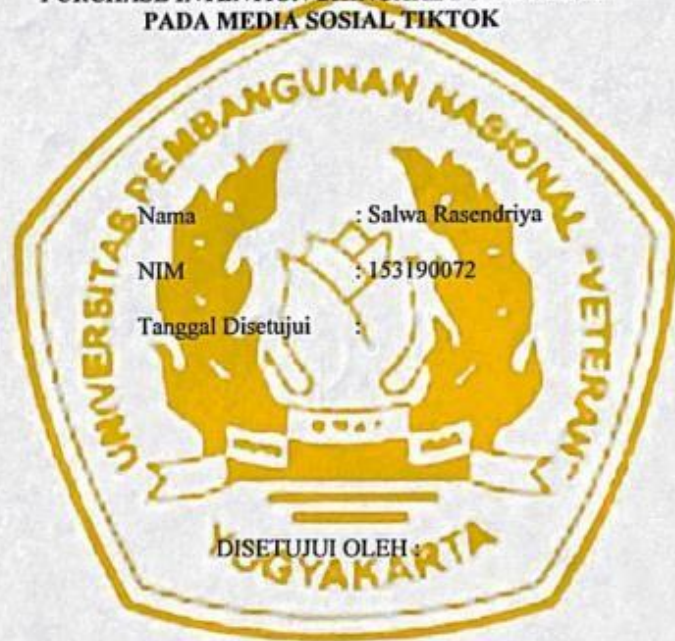 PADA MEDIA SOSIAL TIKTOK
UNIVERSITAS PEMBANGUNAN NASIONAL "VETERAN"
Nama : Salwa Rasendriya
NIM : 153190072
Tanggal Disetujui :
DISETUJUI OLEH :
YOGYAKARTA